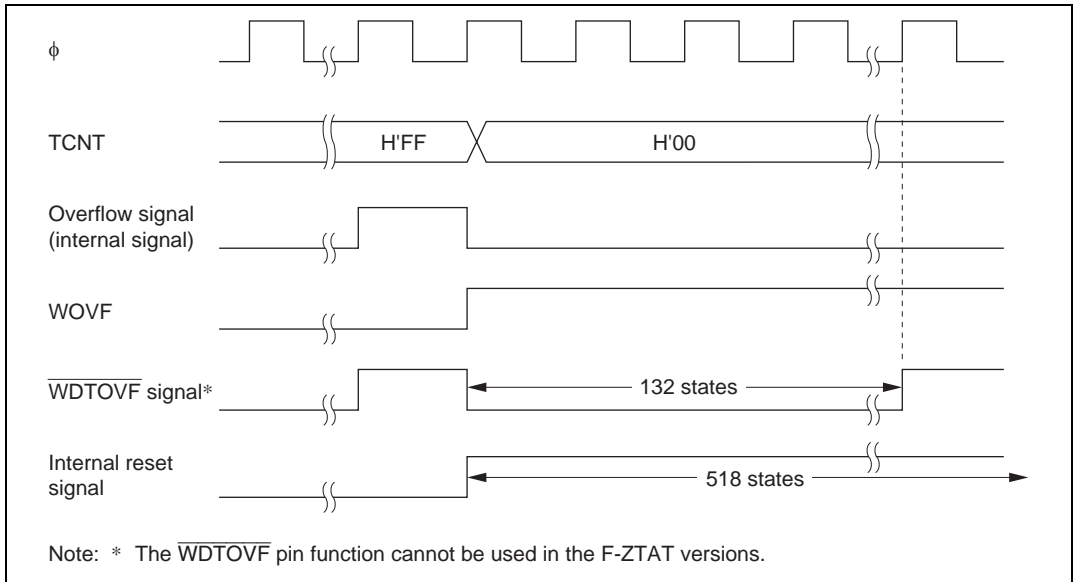 ϕ
TCNT
H'FF
H'00
Overflow signal
(internal signal)
WOVF
WDTOVF signal*
132 states
Internal reset
signal
518 states
Note: * The WDTOVF pin function cannot be used in the F-ZTAT versions.